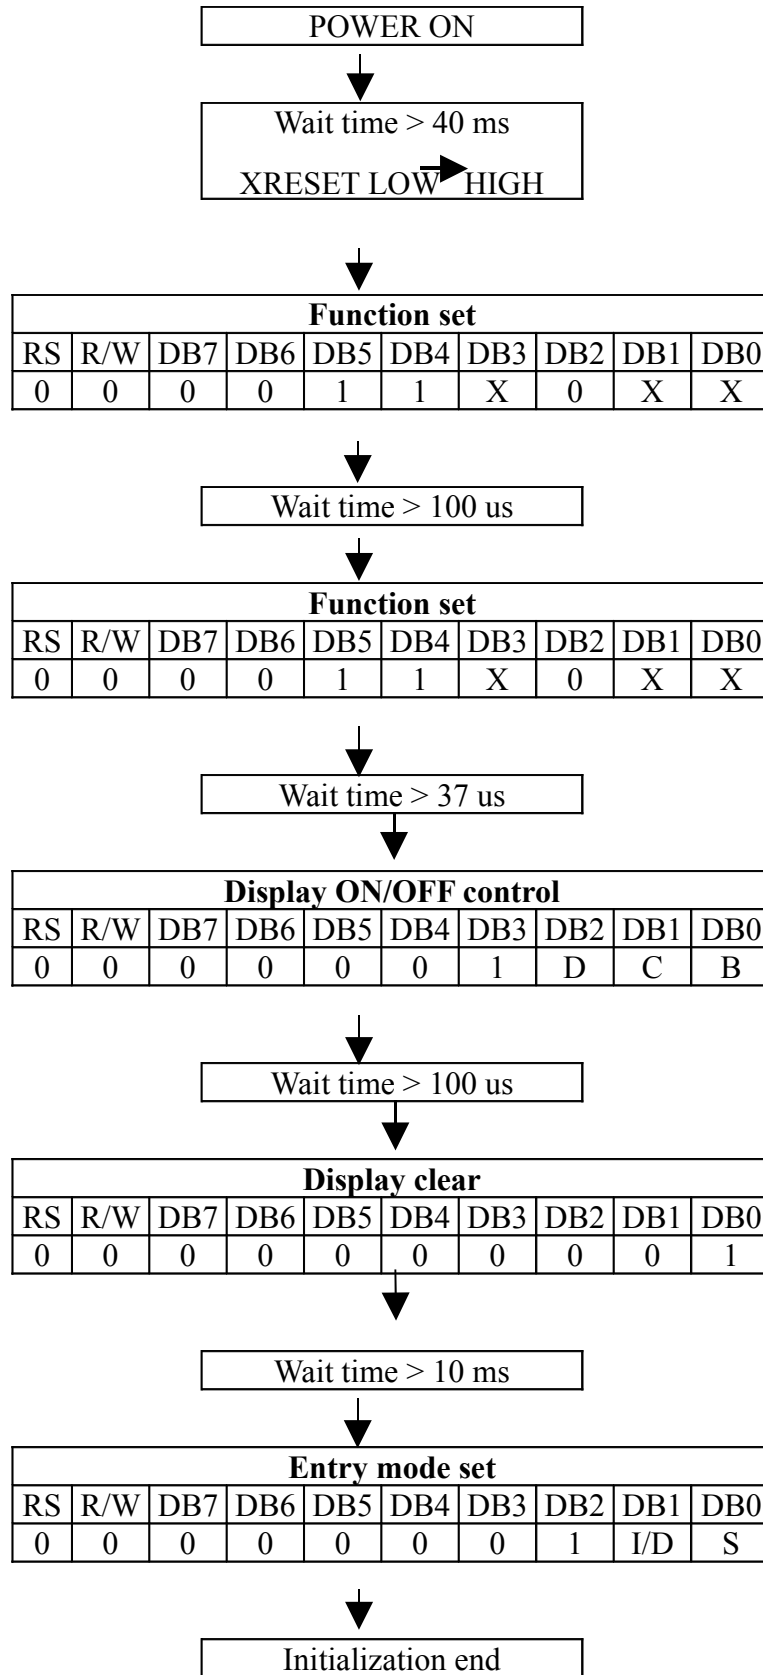 POWER ON
Wait time > 40 ms
XRESET LOW HIGH
Function set
RS R/W DB7 DB6 DB5 DB4 DB3 DB2 DB1 DB0
0 0 0 0 1 1 X 0 X X
Wait time > 100 us
Function set
RS R/W DB7 DB6 DB5 DB4 DB3 DB2 DB1 DB0
0 0 0 0 1 1 X 0 X X
Wait time > 37 us
Display ON/OFF control
RS R/W DB7 DB6 DB5 DB4 DB3 DB2 DB1 DB0
0 0 0 0 0 0 1 D C B
Wait time > 100 us
Display clear
RS R/W DB7 DB6 DB5 DB4 DB3 DB2 DB1 DB0
0 0 0 0 0 0 0 0 0 1
Wait time > 10 ms
Entry mode set
RS R/W DB7 DB6 DB5 DB4 DB3 DB2 DB1 DB0
0 0 0 0 0 0 0 1 I/D S
Initialization end